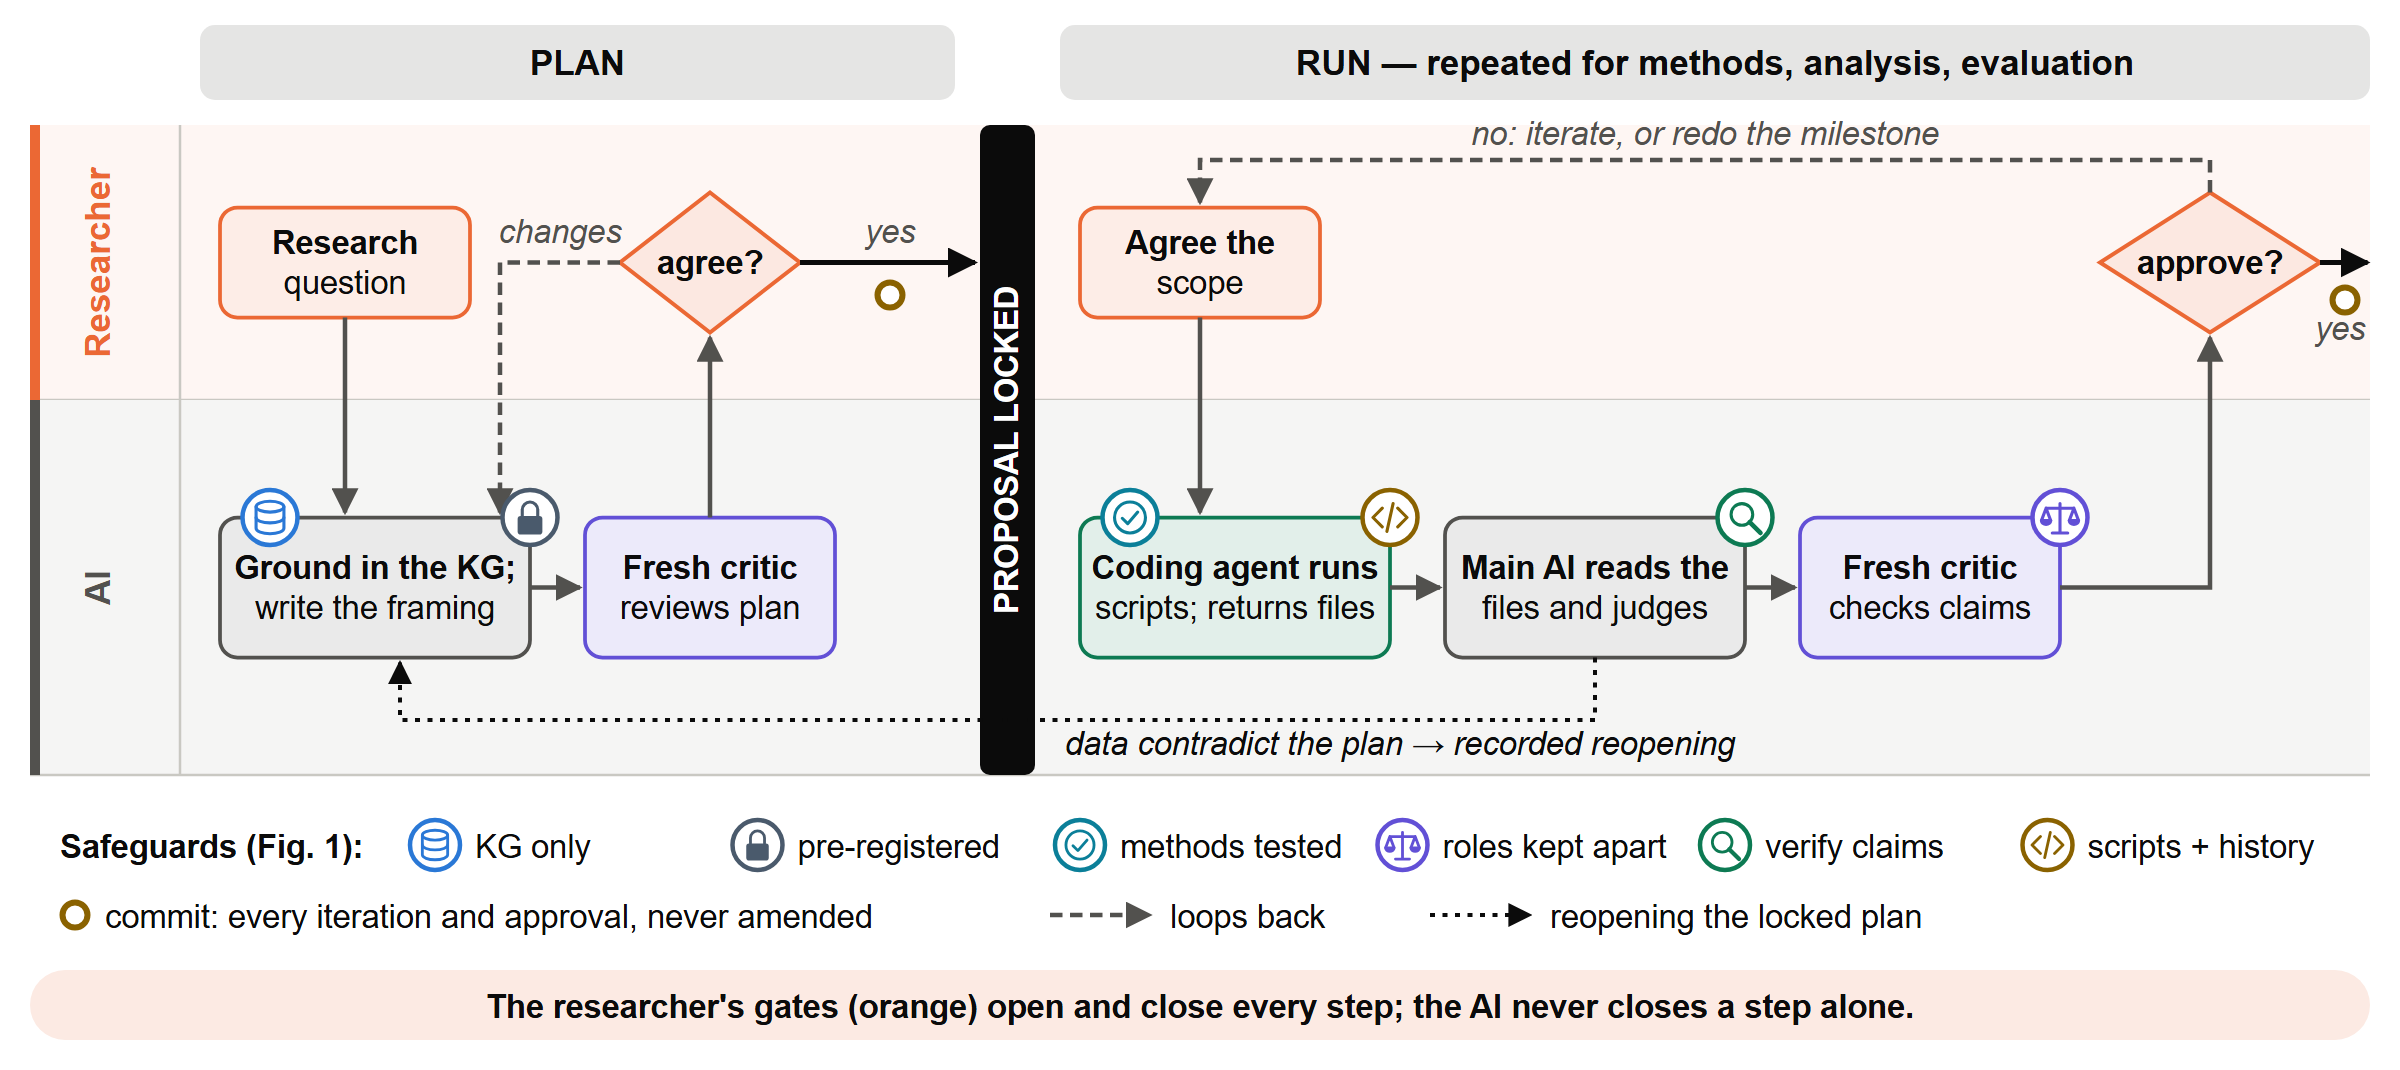 PLAN
RUN — repeated for methods, analysis, evaluation
Researcher
Research
question
changes
agree?
yes
PROPOSAL LOCKED
no: iterate, or redo the milestone
Agree the
scope
approve?
yes
AI
Ground in the KG;
write the framing
Fresh critic
reviews plan
Coding agent runs
scripts; returns files
Main AI reads the
files and judges
Fresh critic
checks claims
data contradict the plan → recorded reopening
Safeguards (Fig. 1):
KG only
pre-registered
methods tested
roles kept apart
verify claims
scripts + history
commit: every iteration and approval, never amended
loops back
reopening the locked plan
The researcher's gates (orange) open and close every step; the AI never closes a step alone.